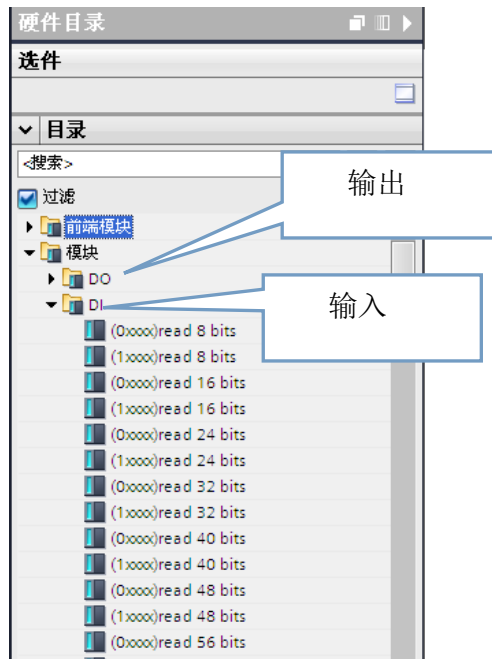 硬件目录
选件
目录
<搜索>
输出
过滤
前端模块
模块
DO
输入
DI
(0xxxx)read 8 bits
(1xxxx)read 8 bits
(0xxxx)read 16 bits
(1xxxx)read 16 bits
(0xxxx)read 24 bits
(1xxxx)read 24 bits
(0xxxx)read 32 bits
(1xxxx)read 32 bits
(0xxxx)read 40 bits
(1xxxx)read 40 bits
(0xxxx)read 48 bits
(1xxxx)read 48 bits
(0xxxx)read 56 bits